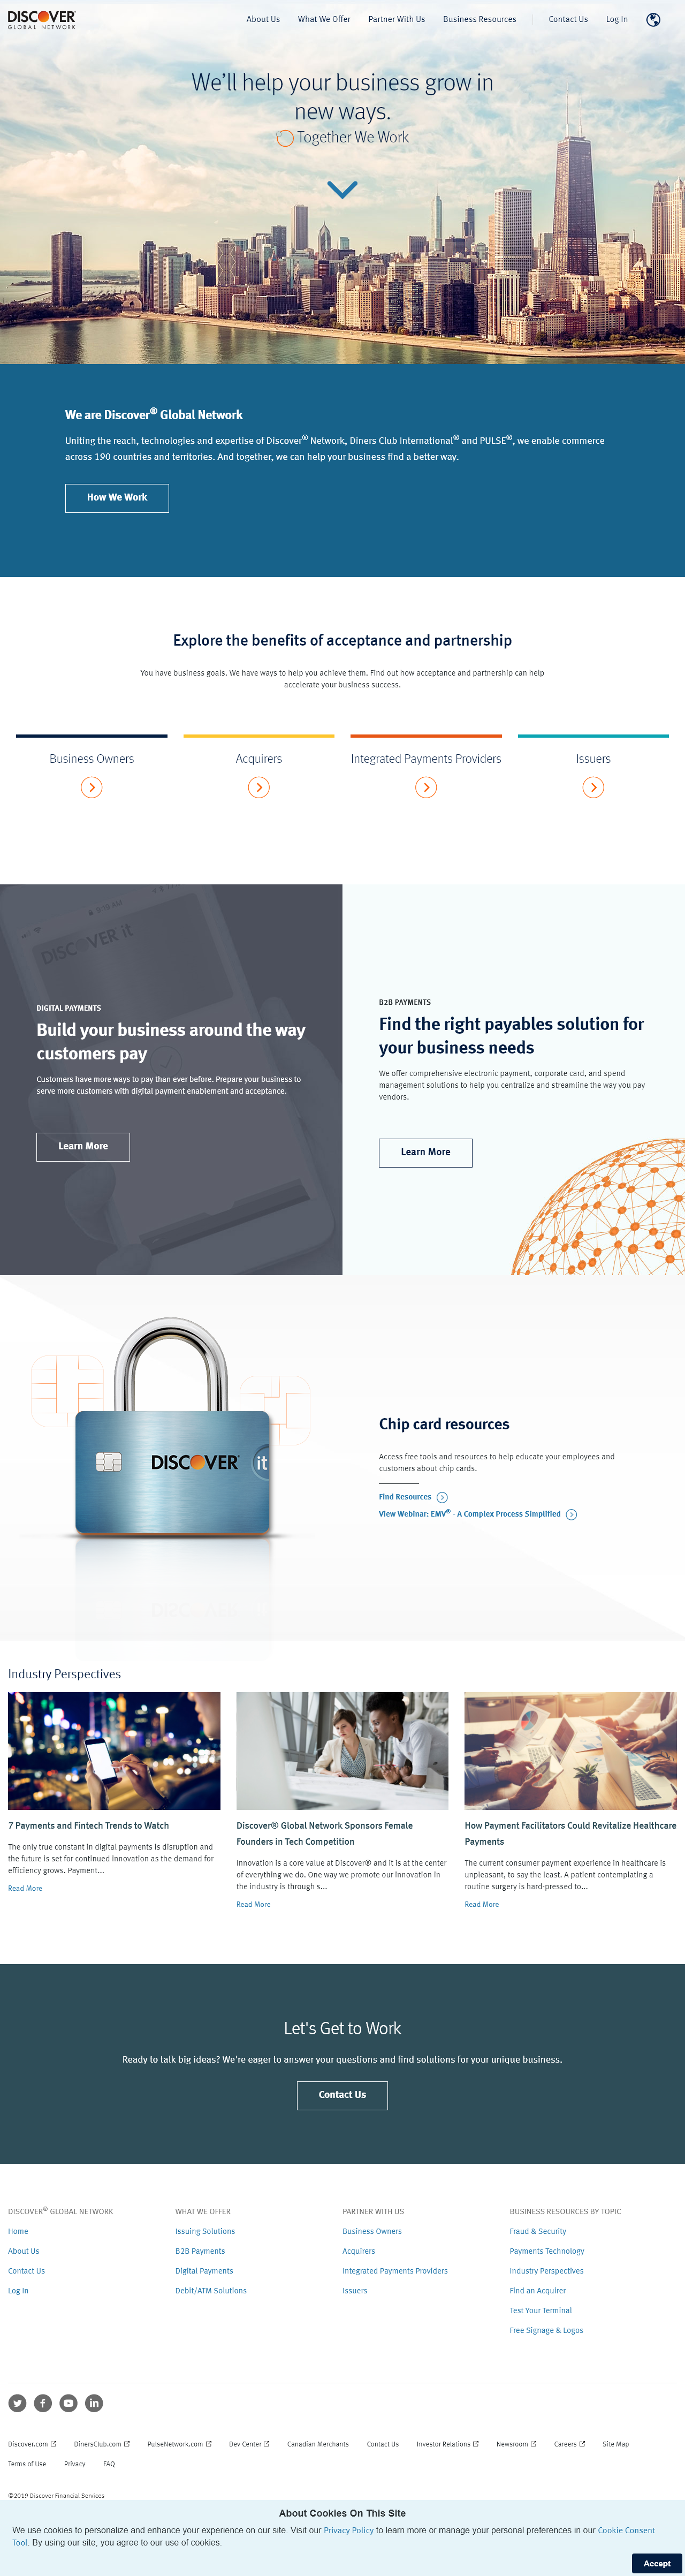 DISCOVER
GLOBAL NETWORK
About Us
What We Offer
Partner With Us
Business Resources
Contact Us
Log In
We'll help your business grow in
new ways.
Together We Work
We are Discover® Global Network
Uniting the reach, technologies and expertise of Discover® Network, Diners Club International® and PULSE®, we enable commerce
across 190 countries and territories. And together, we can help your business find a better way.
How We Work
Explore the benefits of acceptance and partnership
You have business goals. We have ways to help you achieve them. Find out how acceptance and partnership can help
accelerate your business success.
Business Owners
Acquirers
Integrated Payments Providers
Issuers
5:10 AM
DISCOVER it
DIGITAL PAYMENTS
Build your business around the way
customers pay
Customers have more ways to pay than ever before. Prepare your business to
serve more customers with digital payment enablement and acceptance.
Learn More
B2B PAYMENTS
Find the right payables solution for
your business needs
We offer comprehensive electronic payment, corporate card, and spend
management solutions to help you centralize and streamline the way you pay
vendors.
Learn More
DISCOVER it
Chip card resources
Access free tools and resources to help educate your employees and
customers about chip cards.
Find Resources
View Webinar: EMV® - A Complex Process Simplified
Industry Perspectives
7 Payments and Fintech Trends to Watch
The only true constant in digital payments is disruption and
the future is set for continued innovation as the demand for
efficiency grows. Payment...
Read More
Discover® Global Network Sponsors Female
Founders in Tech Competition
Innovation is a core value at Discover® and it is at the center
of everything we do. One way we promote our innovation in
the industry is through s...
Read More
How Payment Facilitators Could Revitalize Healthcare
Payments
The current consumer payment experience in healthcare is
unpleasant, to say the least. A patient contemplating a
routine surgery is hard-pressed to...
Read More
Let's Get to Work
Ready to talk big ideas? We're eager to answer your questions and find solutions for your unique business.
Contact Us
DISCOVER® GLOBAL NETWORK
Home
About Us
Contact Us
Log In
WHAT WE OFFER
Issuing Solutions
B2B Payments
Digital Payments
Debit/ATM Solutions
PARTNER WITH US
Business Owners
Acquirers
Integrated Payments Providers
Issuers
BUSINESS RESOURCES BY TOPIC
Fraud & Security
Payments Technology
Industry Perspectives
Find an Acquirer
Test Your Terminal
Free Signage & Logos
Discover.com
DinersClub.com
PulseNetwork.com
Dev Center
Canadian Merchants
Contact Us
Investor Relations
Newsroom
Careers
Site Map
Terms of Use
Privacy
FAQ
©2019 Discover Financial Services
About Cookies On This Site
We use cookies to personalize and enhance your experience on our site. Visit our Privacy Policy to learn more or manage your personal preferences in our Cookie Consent
Tool. By using our site, you agree to our use of cookies.
Accept